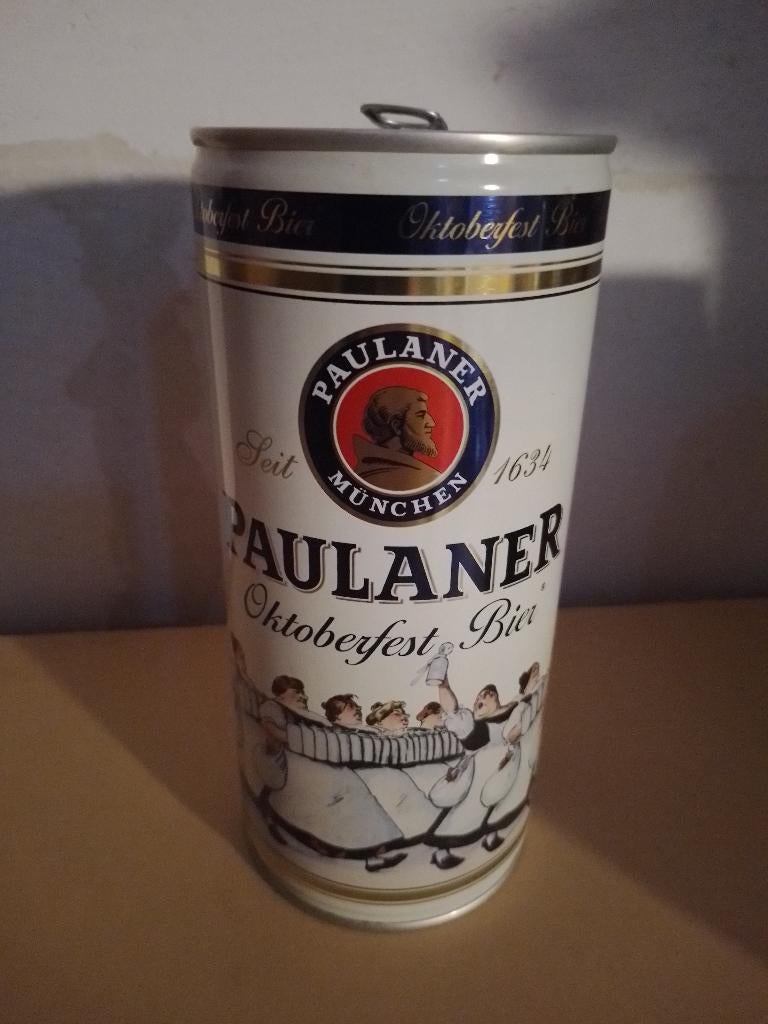 Oktoberfest Bier
PAULANER
MÜNCHEN
Seit 1634
PAULANER
Oktoberfest Bier